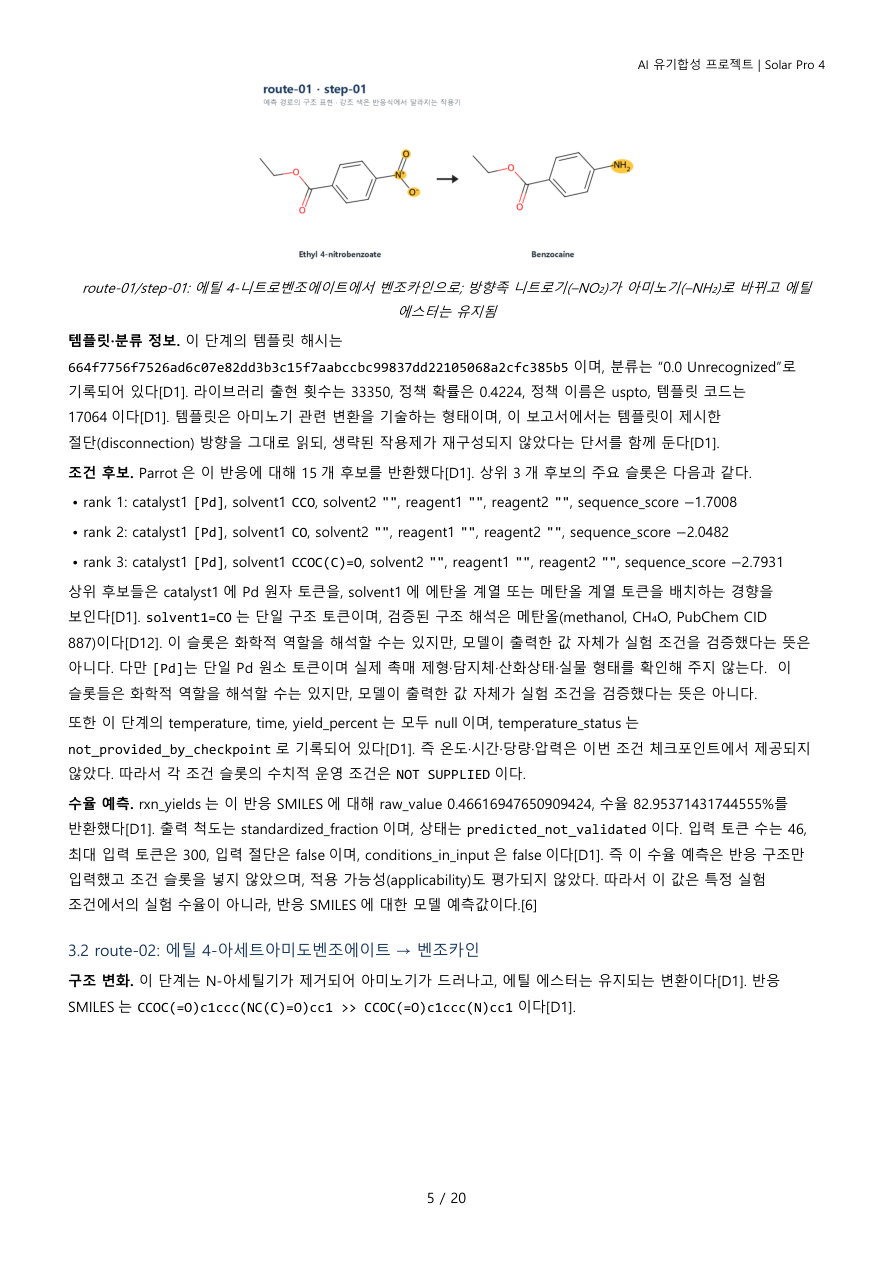 AI 유기합성 프로젝트 | Solar Pro 4
route-01 · step-01
예측 경로의 구조 표현 · 강조 색은 반응식에서 달라지는 작용기
O
O
N⁺
O⁻
O
Ethyl 4-nitrobenzoate
O
O
NH₂
Benzocaine
route-01/step-01: 에틸 4-니트로벤조에이트에서 벤조카인으로; 방향족 니트로기(–NO₂)가 아미노기(–NH₂)로 바뀌고 에틸
에스터는 유지됨
템플릿·분류 정보. 이 단계의 템플릿 해시는
664f7756f7526ad6c07e82dd3b3c15f7aabccbc99837dd22105068a2cfc385b5 이며, 분류는 “0.0 Unrecognized”로
기록되어 있다[D1]. 라이브러리 출현 횟수는 33350, 정책 확률은 0.4224, 정책 이름은 uspto, 템플릿 코드는
17064 이다[D1]. 템플릿은 아미노기 관련 변환을 기술하는 형태이며, 이 보고서에서는 템플릿이 제시한
절단(disconnection) 방향을 그대로 읽되, 생략된 작용제가 재구성되지 않았다는 단서를 함께 둔다[D1].
조건 후보. Parrot 은 이 반응에 대해 15 개 후보를 반환했다[D1]. 상위 3 개 후보의 주요 슬롯은 다음과 같다.
• rank 1: catalyst1 [Pd], solvent1 CCO, solvent2 "", reagent1 "", reagent2 "", sequence_score −1.7008
• rank 2: catalyst1 [Pd], solvent1 CO, solvent2 "", reagent1 "", reagent2 "", sequence_score −2.0482
• rank 3: catalyst1 [Pd], solvent1 CCOC(C)=O, solvent2 "", reagent1 "", reagent2 "", sequence_score −2.7931
상위 후보들은 catalyst1 에 Pd 원자 토큰을, solvent1 에 에탄올 계열 또는 메탄올 계열 토큰을 배치하는 경향을
보인다[D1]. solvent1=CO 는 단일 구조 토큰이며, 검증된 구조 해석은 메탄올(methanol, CH₄O, PubChem CID
887)이다[D12]. 이 슬롯은 화학적 역할을 해석할 수는 있지만, 모델이 출력한 값 자체가 실험 조건을 검증했다는 뜻은
아니다. 다만 [Pd]는 단일 Pd 원소 토큰이며 실제 촉매 제형·담지체·산화상태·실물 형태를 확인해 주지 않는다. 이
슬롯들은 화학적 역할을 해석할 수는 있지만, 모델이 출력한 값 자체가 실험 조건을 검증했다는 뜻은 아니다.
또한 이 단계의 temperature, time, yield_percent 는 모두 null 이며, temperature_status 는
not_provided_by_checkpoint 로 기록되어 있다[D1]. 즉 온도·시간·당량·압력은 이번 조건 체크포인트에서 제공되지
않았다. 따라서 각 조건 슬롯의 수치적 운영 조건은 NOT SUPPLIED 이다.
수율 예측. rxn_yields 는 이 반응 SMILES 에 대해 raw_value 0.46616947650909424, 수율 82.95371431744555%를
반환했다[D1]. 출력 척도는 standardized_fraction 이며, 상태는 predicted_not_validated 이다. 입력 토큰 수는 46,
최대 입력 토큰은 300, 입력 절단은 false 이며, conditions_in_input 은 false 이다[D1]. 즉 이 수율 예측은 반응 구조만
입력했고 조건 슬롯을 넣지 않았으며, 적용 가능성(applicability)도 평가되지 않았다. 따라서 이 값은 특정 실험
조건에서의 실험 수율이 아니라, 반응 SMILES 에 대한 모델 예측값이다.[6]
3.2 route-02: 에틸 4-아세트아미도벤조에이트 → 벤조카인
구조 변화. 이 단계는 N-아세틸기가 제거되어 아미노기가 드러나고, 에틸 에스터는 유지되는 변환이다[D1]. 반응
SMILES 는 CCOC(=O)c1ccc(NC(C)=O)cc1 >> CCOC(=O)c1ccc(N)cc1 이다[D1].
5 / 20